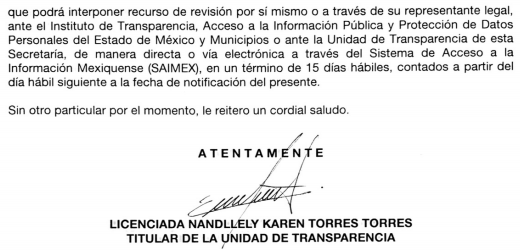 que podrá interponer recurso de revisión por sí mismo o a través de su representante legal,
ante el Instituto de Transparencia, Acceso a la Información Pública y Protección de Datos
Personales del Estado de México y Municipios o ante la Unidad de Transparencia de esta
Secretaría, de manera directa o vía electrónica a través del Sistema de Acceso a la
Información Mexiquense (SAIMEX), en un término de 15 días hábiles, contados a partir del
día hábil siguiente a la fecha de notificación del presente.
Sin otro particular por el momento, le reitero un cordial saludo.
ATENTAMENTE
LICENCIADA NANDLLELY KAREN TORRES TORRES
TITULAR DE LA UNIDAD DE TRANSPARENCIA